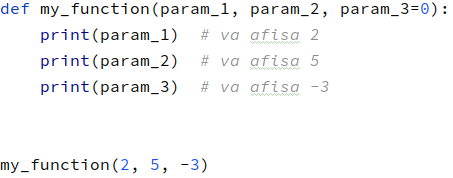 def my_function(param_1, param_2, param_3=0):
    print(param_1)  # va afisa 2
    print(param_2)  # va afisa 5
    print(param_3)  # va afisa -3
my_function(2, 5, -3)